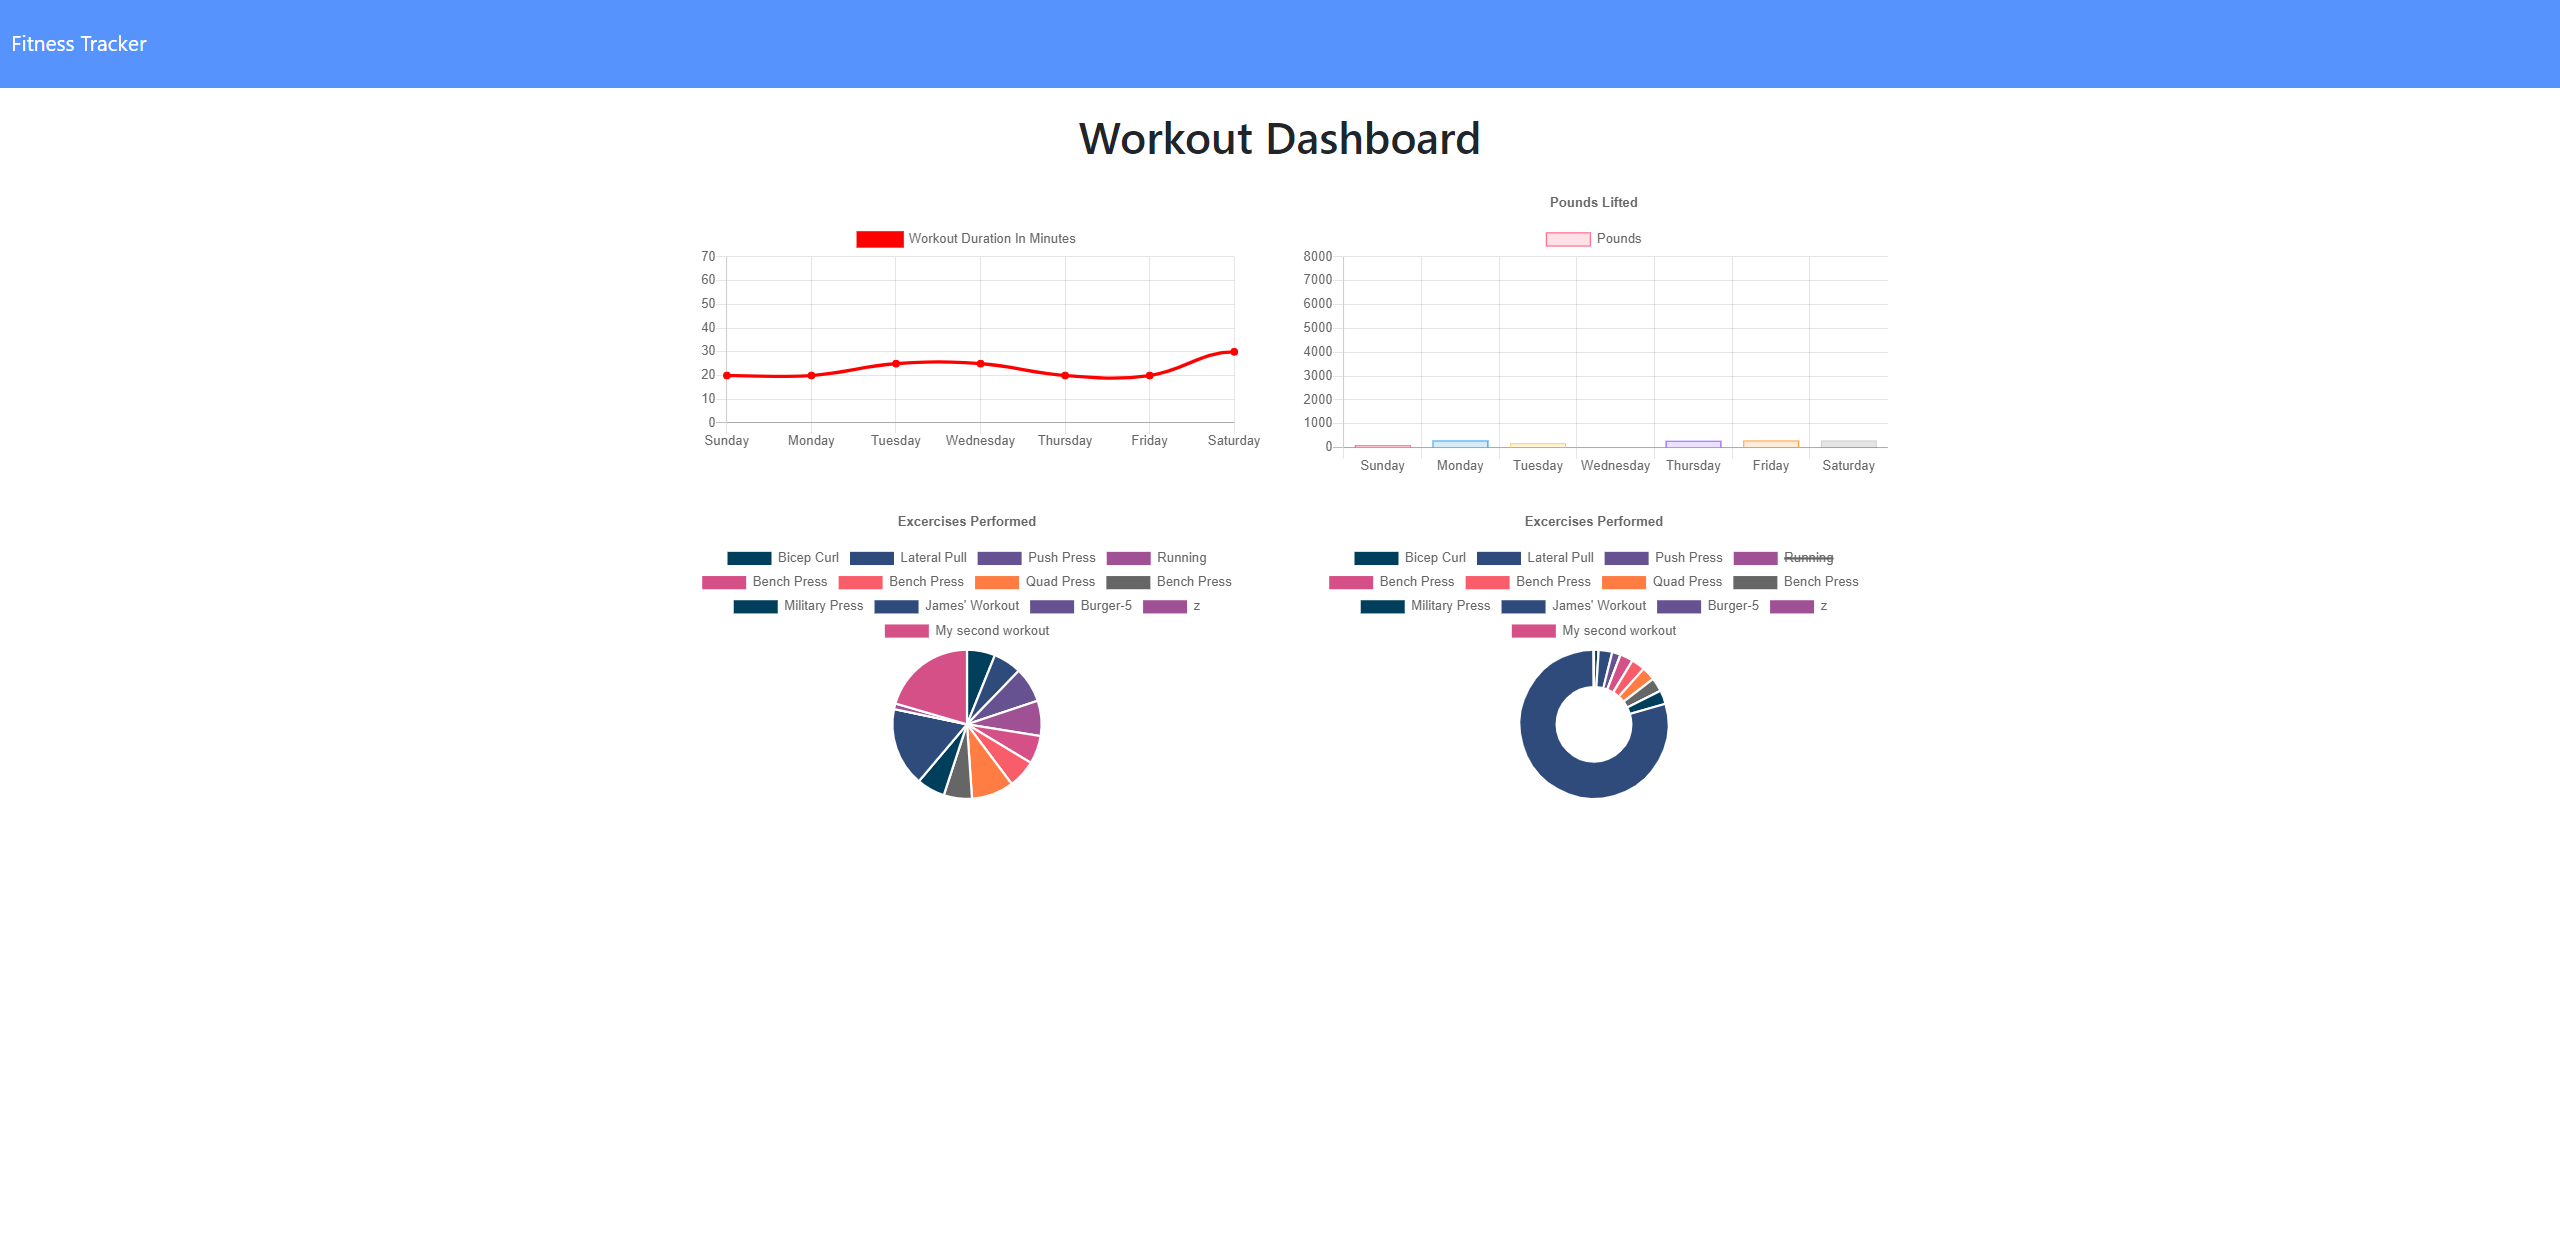 Fitness Tracker
Workout Dashboard
Workout Duration In Minutes
70
60
50
40
30
20
10
0
Sunday Monday Tuesday Wednesday Thursday Friday Saturday
Pounds Lifted
Pounds
8000
7000
6000
5000
4000
3000
2000
1000
0
Sunday Monday Tuesday Wednesday Thursday Friday Saturday
Excercises Performed
Bicep Curl Lateral Pull Push Press Running
Bench Press Bench Press Quad Press Bench Press
Military Press James' Workout Burger-5 z
My second workout
Excercises Performed
Bicep Curl Lateral Pull Push Press Running
Bench Press Bench Press Quad Press Bench Press
Military Press James' Workout Burger-5 z
My second workout